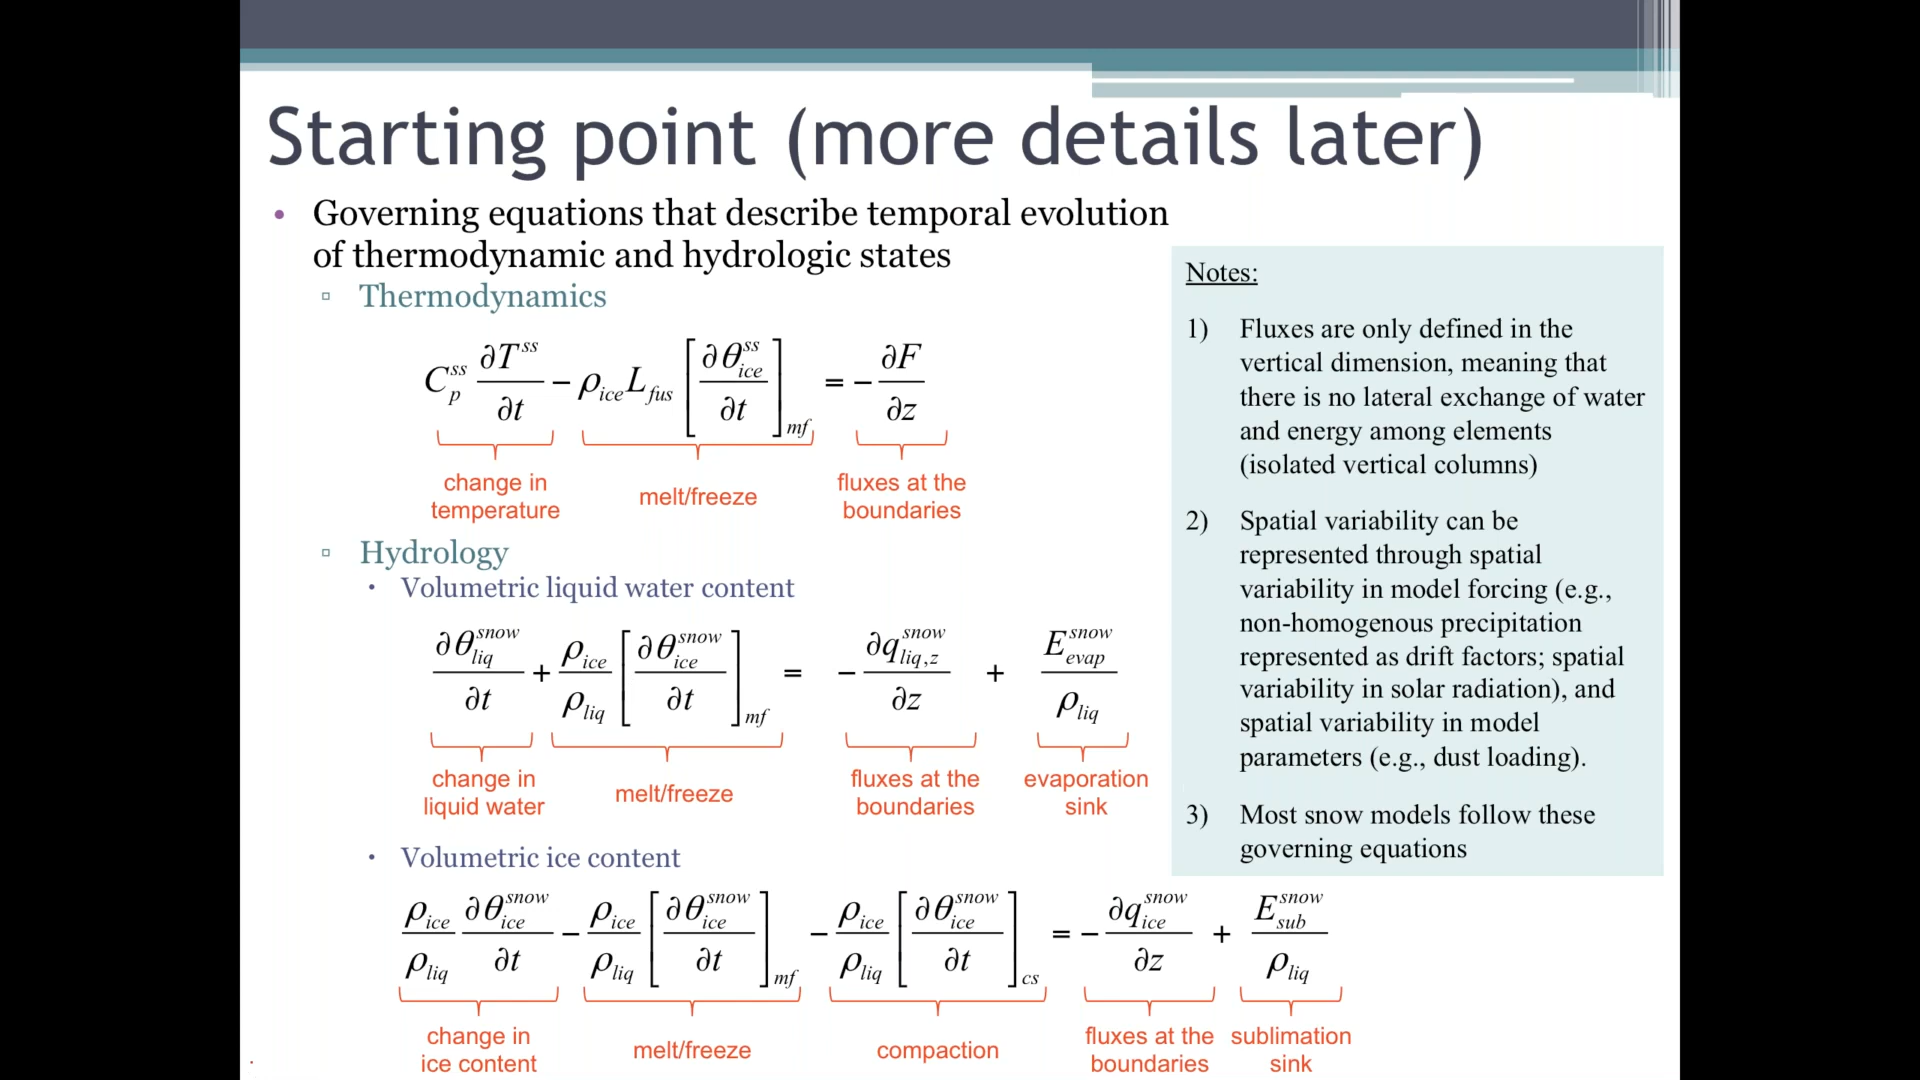 Starting point (more details later)
• Governing equations that describe temporal evolution
of thermodynamic and hydrologic states
▫ Thermodynamics
C_p^{ss} ∂T^{ss}/∂t − ρ_{ice} L_{fus} [∂θ_{ice}^{ss}/∂t]_{mf} = − ∂F/∂z
change in
temperature
melt/freeze
fluxes at the
boundaries
▫ Hydrology
• Volumetric liquid water content
∂θ_{liq}^{snow}/∂t + ρ_{ice}/ρ_{liq} [∂θ_{ice}^{snow}/∂t]_{mf} = − ∂q_{liq,z}^{snow}/∂z + E_{evap}^{snow}/ρ_{liq}
change in
liquid water
melt/freeze
fluxes at the
boundaries
evaporation
sink
• Volumetric ice content
ρ_{ice}/ρ_{liq} ∂θ_{ice}^{snow}/∂t − ρ_{ice}/ρ_{liq} [∂θ_{ice}^{snow}/∂t]_{mf} − ρ_{ice}/ρ_{liq} [∂θ_{ice}^{snow}/∂t]_{cs} = − ∂q_{ice}^{snow}/∂z + E_{sub}^{snow}/ρ_{liq}
change in
ice content
melt/freeze
compaction
fluxes at the
boundaries
sublimation
sink
Notes:
1) Fluxes are only defined in the
vertical dimension, meaning that
there is no lateral exchange of water
and energy among elements
(isolated vertical columns)
2) Spatial variability can be
represented through spatial
variability in model forcing (e.g.,
non-homogenous precipitation
represented as drift factors; spatial
variability in solar radiation), and
spatial variability in model
parameters (e.g., dust loading).
3) Most snow models follow these
governing equations